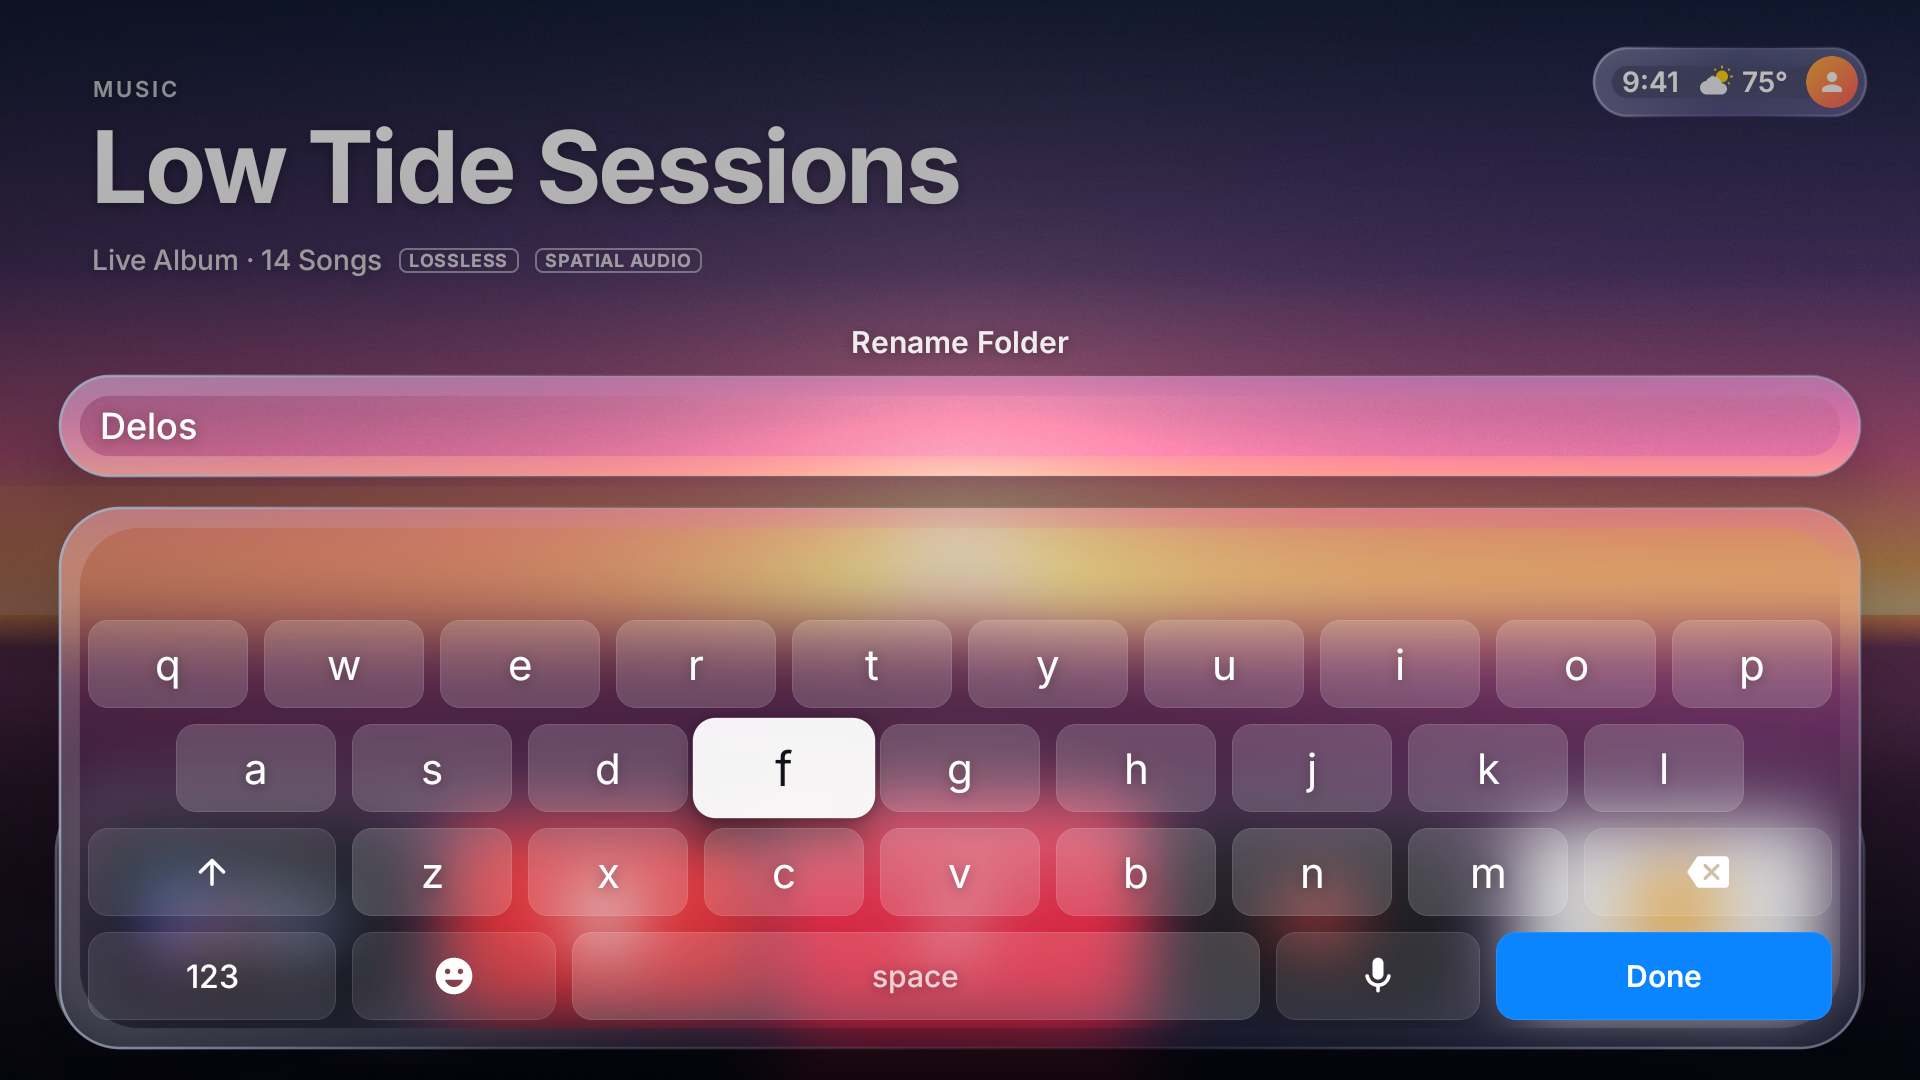 MUSIC
9:41 75°
Low Tide Sessions
Live Album · 14 Songs LOSSLESS SPATIAL AUDIO
Rename Folder
Delos
q w e r t y u i o p
a s d f g h j k l
z x c v b n m
123 space Done